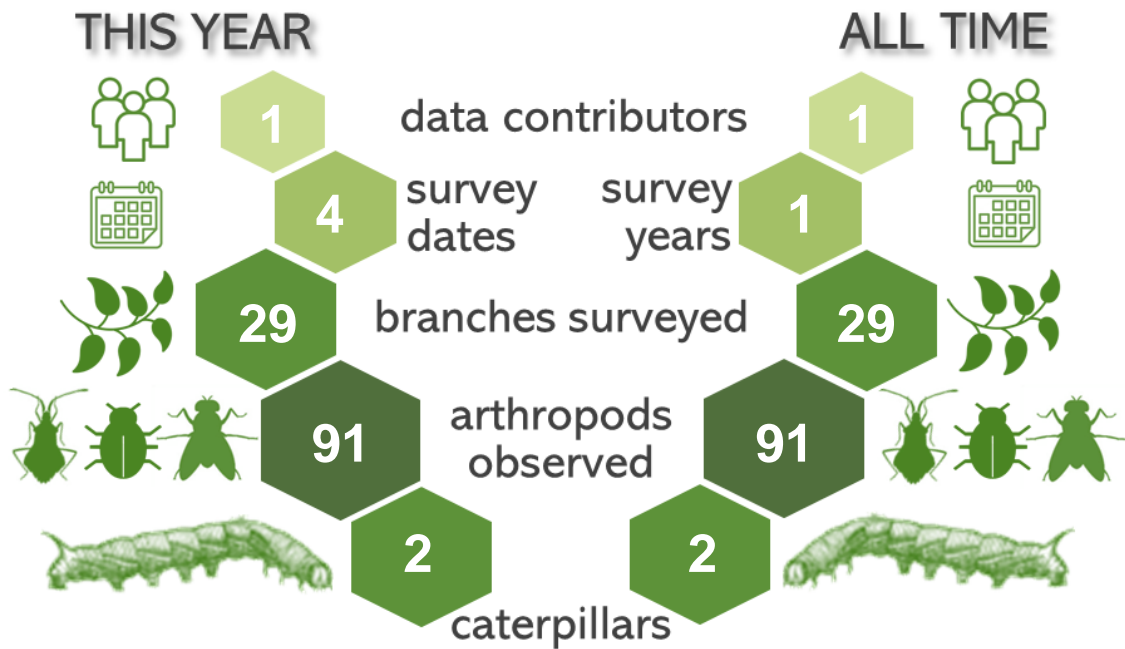 THIS YEAR
ALL TIME
1
data contributors
1
4
survey
dates
survey
years
1
29
branches surveyed
29
91
arthropods
observed
91
2
2
caterpillars